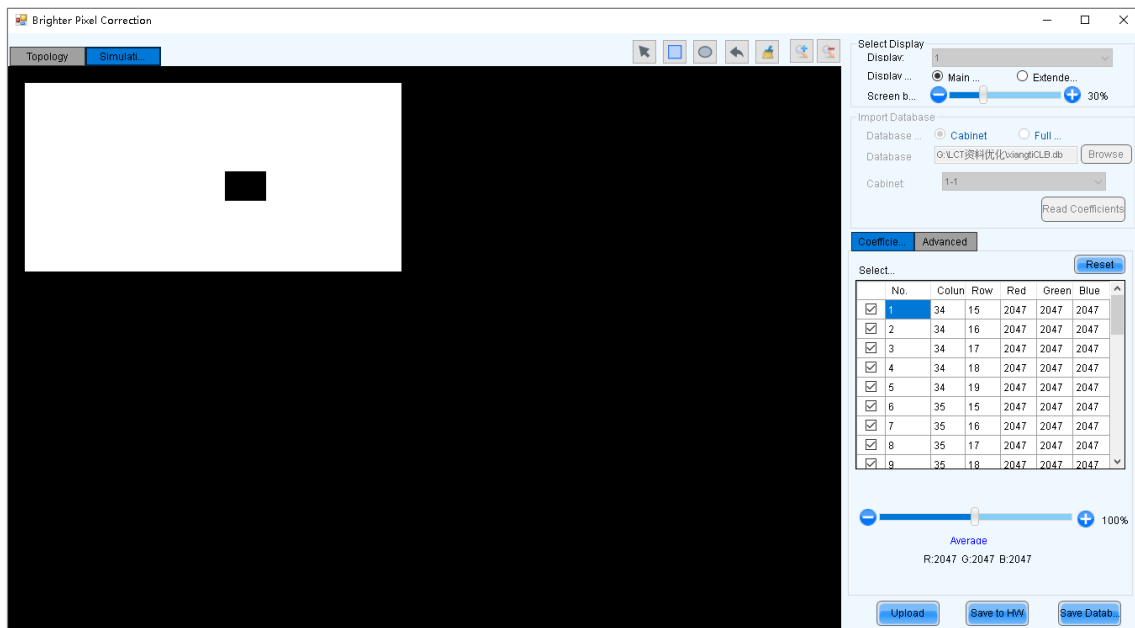 Brighter Pixel Correction
Topology Simulati...
Select Display
Display: 1
Display ... Main ... Extende...
Screen b... 30%
Import Database
Database ... Cabinet Full ...
Database G:\LCT资料优化\xiangtiCLB.db Browse
Cabinet: 1-1
Read Coefficients
Coefficie... Advanced
Select... Reset
No. Colun Row Red Green Blue
1 34 15 2047 2047 2047
2 34 16 2047 2047 2047
3 34 17 2047 2047 2047
4 34 18 2047 2047 2047
5 34 19 2047 2047 2047
6 35 15 2047 2047 2047
7 35 16 2047 2047 2047
8 35 17 2047 2047 2047
9 35 18 2047 2047 2047
100%
Average
R:2047 G:2047 B:2047
Upload Save to HW Save Datab...